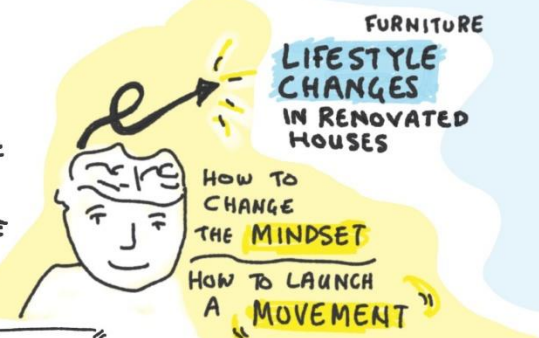 FURNITURE
LIFESTYLE
CHANGES
IN RENOVATED
HOUSES
HOW TO
CHANGE
THE MINDSET
HOW TO LAUNCH
A MOVEMENT